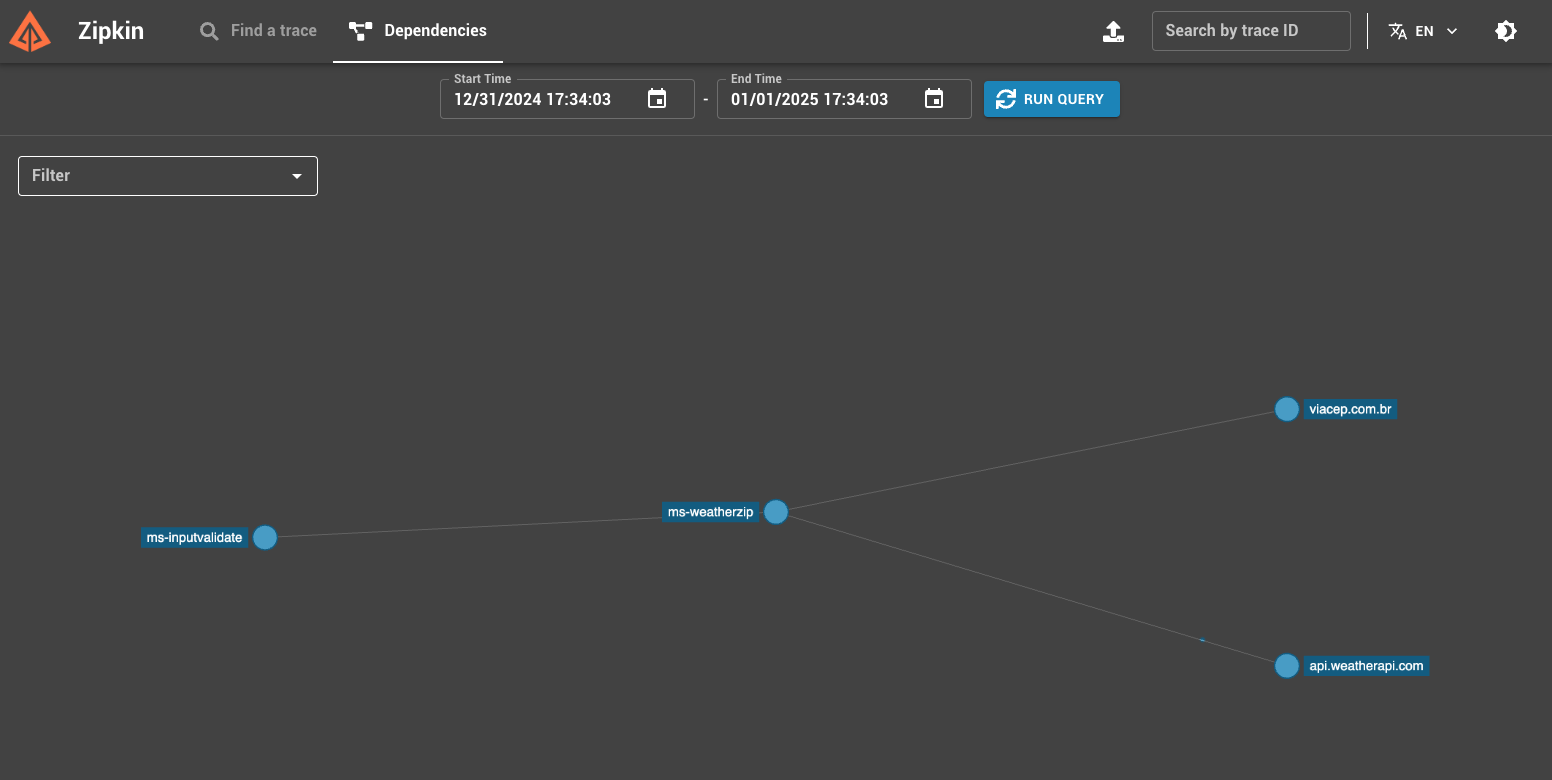 Zipkin Find a trace Dependencies Search by trace ID EN
Start Time End Time
12/31/2024 17:34:03 - 01/01/2025 17:34:03 RUN QUERY
Filter
viacep.com.br
ms-weatherzip
ms-inputvalidate
api.weatherapi.com